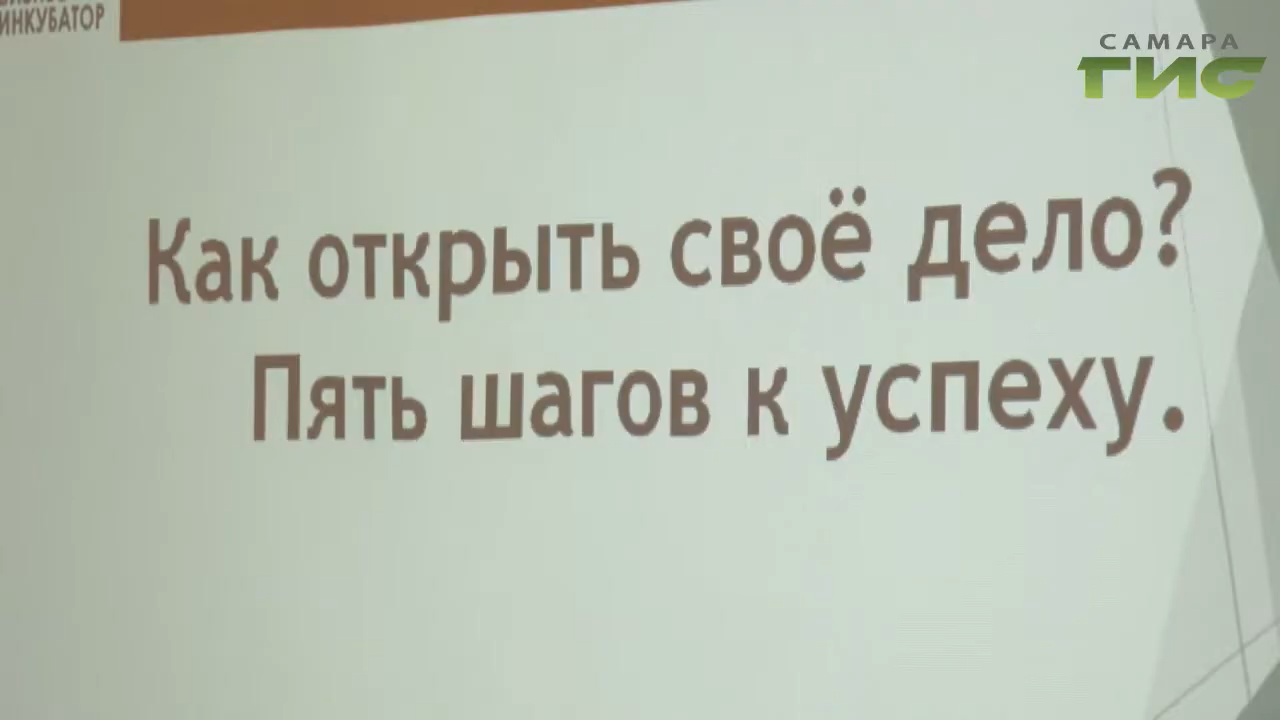 ИНКУБАТОР
САМАРА
ГИС
Как открыть своё дело?
Пять шагов к успеху.